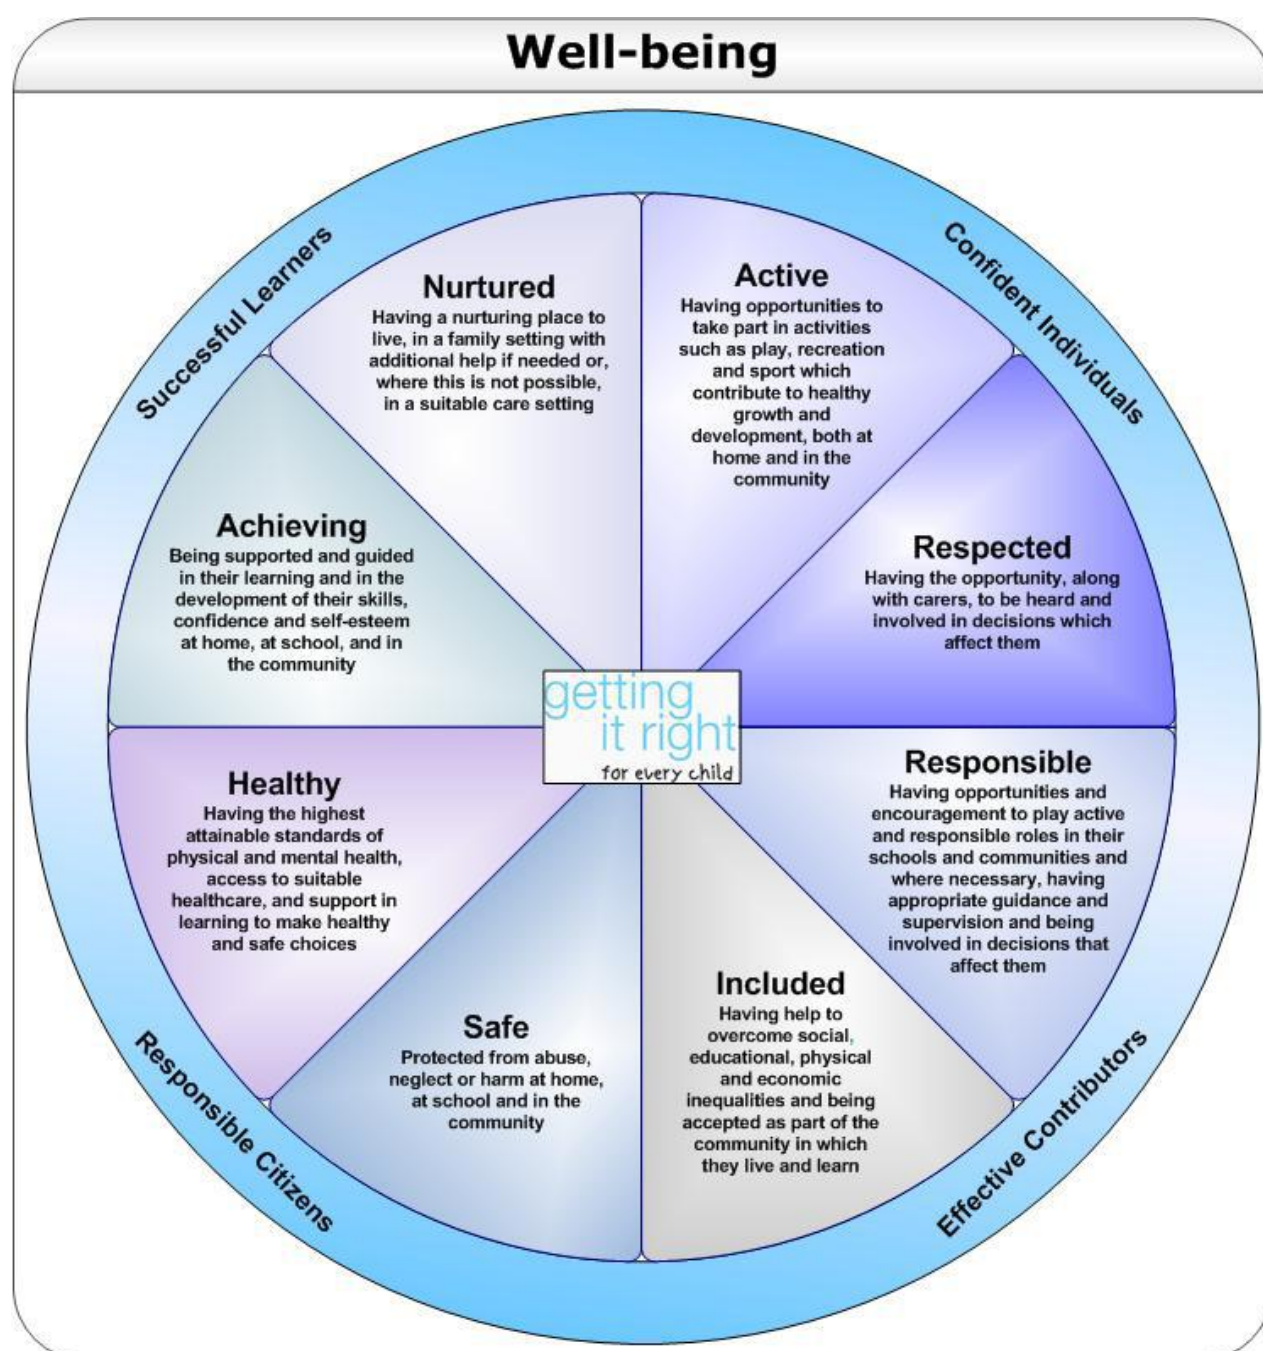 Well-being
Successful Learners
Confident Individuals
Nurtured
Having a nurturing place to
live, in a family setting with
additional help if needed or,
where this is not possible,
in a suitable care setting
Active
Having opportunities to
take part in activities
such as play, recreation
and sport which
contribute to healthy
growth and
development, both at
home and in the
community
Achieving
Being supported and guided
in their learning and in the
development of their skills,
confidence and self-esteem
at home, at school, and in
the community
Respected
Having the opportunity, along
with carers, to be heard and
involved in decisions which
affect them
getting
it right
for every child
Healthy
Having the highest
attainable standards of
physical and mental health,
access to suitable
healthcare, and support in
learning to make healthy
and safe choices
Responsible
Having opportunities and
encouragement to play active
and responsible roles in their
schools and communities and
where necessary, having
appropriate guidance and
supervision and being
involved in decisions that
affect them
Safe
Protected from abuse,
neglect or harm at home,
at school and in the
community
Included
Having help to
overcome social,
educational, physical
and economic
inequalities and being
accepted as part of the
community in which
they live and learn
Responsible Citizens
Effective Contributors